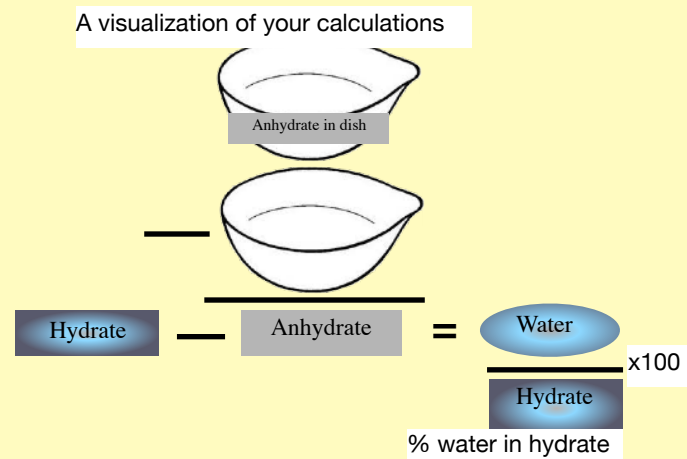 A visualization of your calculations
Anhydrate in dish
—
Hydrate — Anhydrate = Water
x100
Hydrate
% water in hydrate